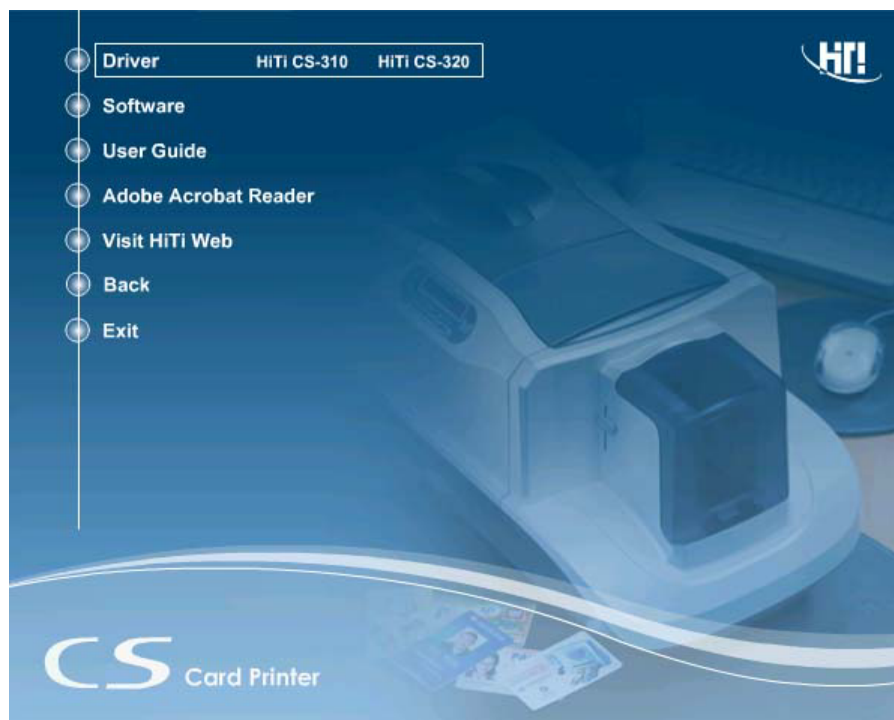 Driver HiTi CS-310 HiTi CS-320
HiTi!
Software
User Guide
Adobe Acrobat Reader
Visit HiTi Web
Back
Exit
CS Card Printer